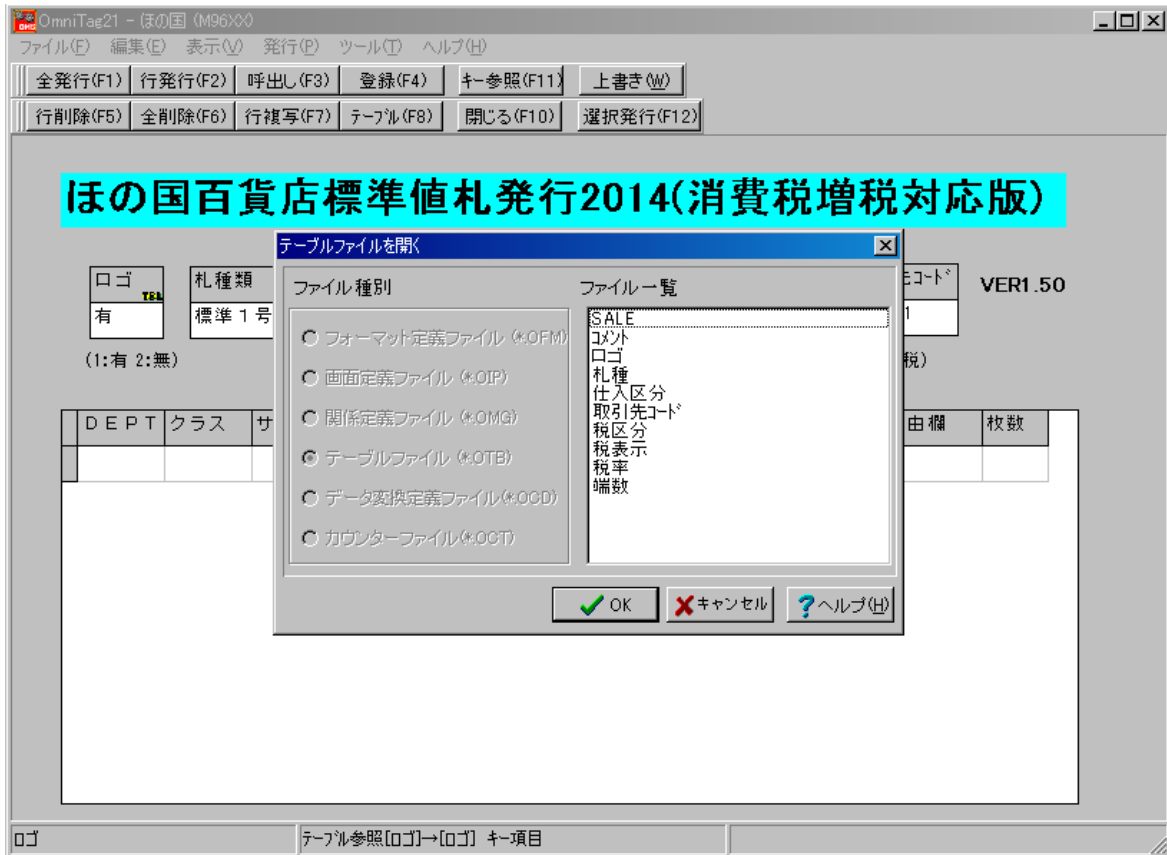 OmniTag21 - ほの国 (M96XX)
ファイル(F) 編集(E) 表示(V) 発行(P) ツール(T) ヘルプ(H)
全発行(F1) 行発行(F2) 呼出し(F3) 登録(F4) キー参照(F11) 上書き(W)
行削除(F5) 全削除(F6) 行複写(F7) テーブル(F8) 閉じる(F10) 選択発行(F12)
ほの国百貨店標準値札発行2014(消費税増税対応版)
テーブルファイルを開く
ロゴ TBL 札種類 先コード VER1.50
有 標準1号 1
(1:有 2:無) 税)
DEPT クラス サ 由欄 枚数
ファイル種別
フォーマット定義ファイル (*.OFM)
画面定義ファイル (*.OIP)
関係定義ファイル (*.OMG)
テーブルファイル (*.OTB)
データ変換定義ファイル(*.OCD)
カウンターファイル(*.OCT)
ファイル一覧
SALE
コメント
ロゴ
札種
仕入区分
取引先コード
税区分
税表示
税率
端数
OK キャンセル ヘルプ(H)
ロゴ テーブル参照[ロゴ]→[ロゴ] キー項目